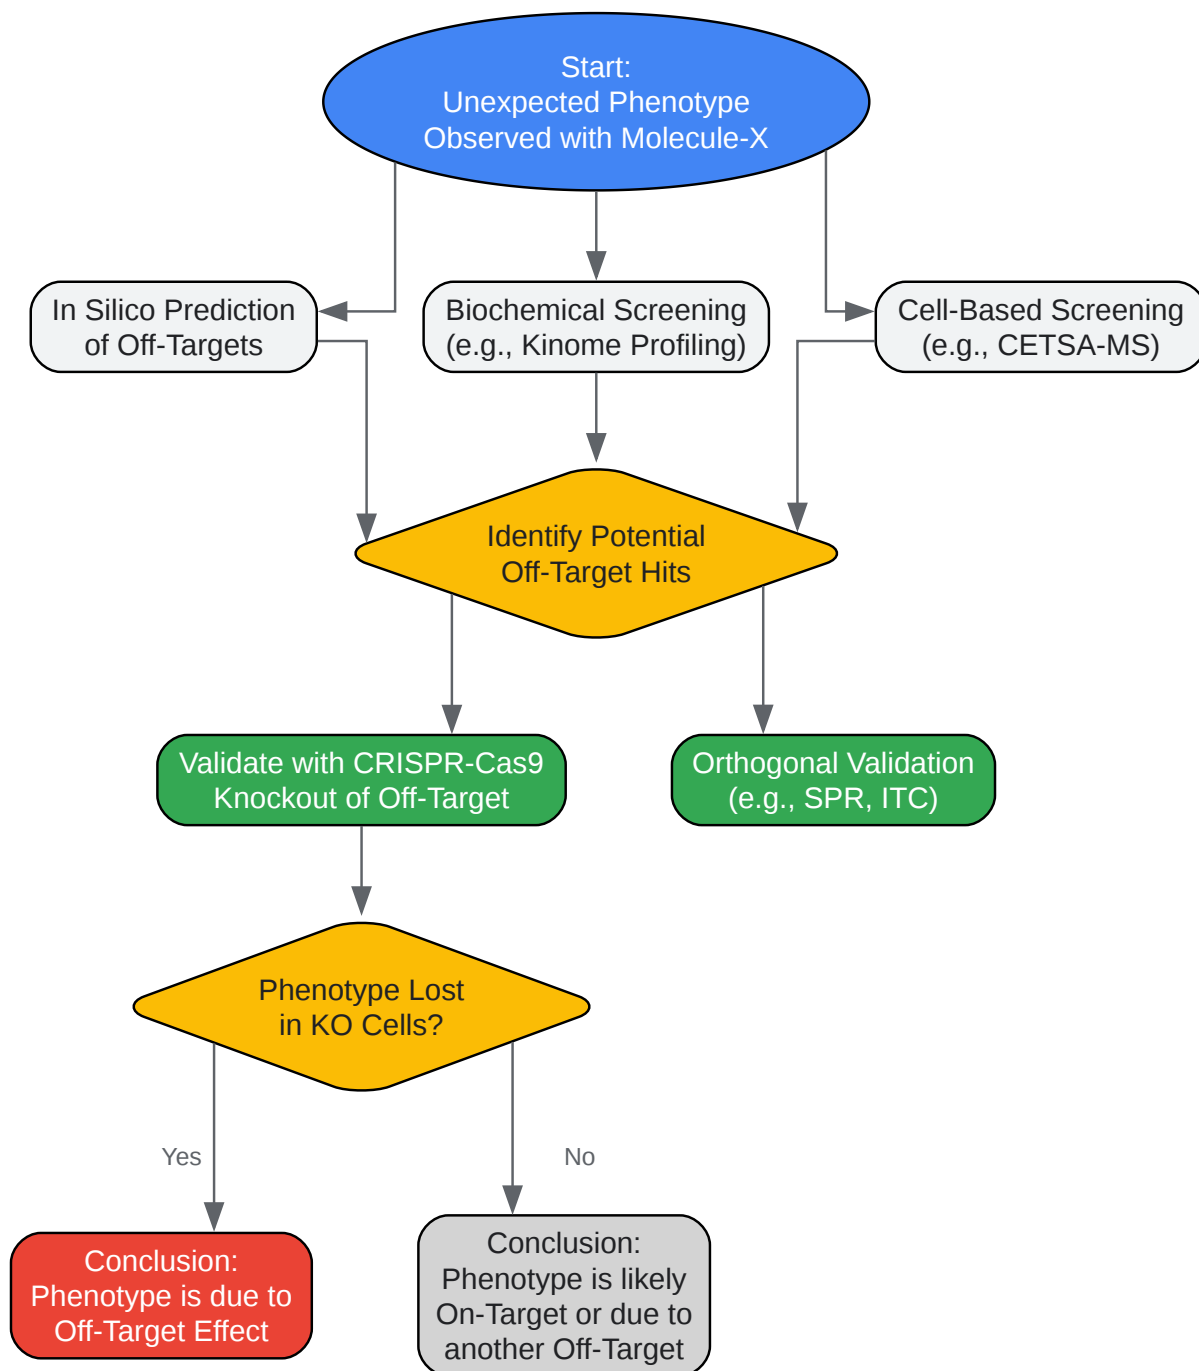 Start:
Unexpected Phenotype
Observed with Molecule-X
In Silico Prediction
of Off-Targets
Biochemical Screening
(e.g., Kinome Profiling)
Cell-Based Screening
(e.g., CETSA-MS)
Identify Potential
Off-Target Hits
Validate with CRISPR-Cas9
Knockout of Off-Target
Orthogonal Validation
(e.g., SPR, ITC)
Phenotype Lost
in KO Cells?
Yes
No
Conclusion:
Phenotype is due to
Off-Target Effect
Conclusion:
Phenotype is likely
On-Target or due to
another Off-Target